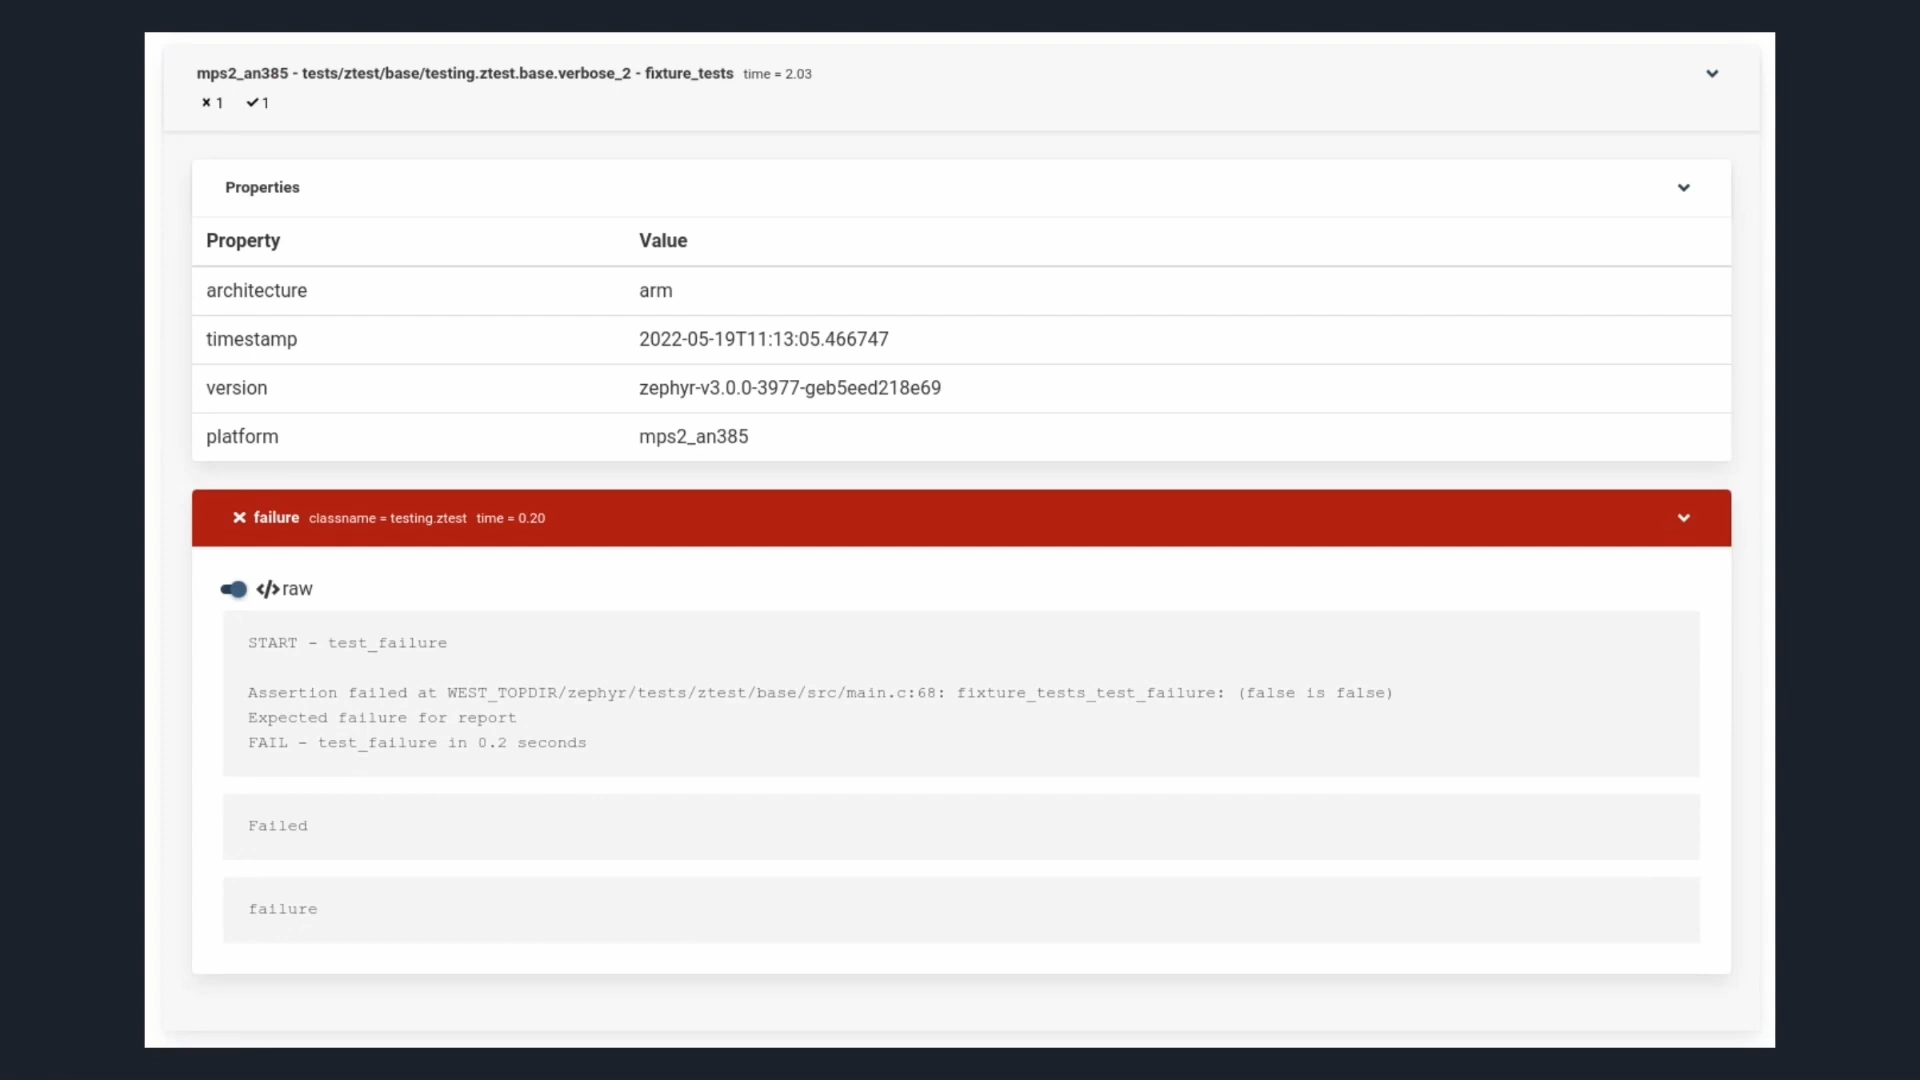 mps2_an385 - tests/ztest/base/testing.ztest.base.verbose_2 - fixture_tests time = 2.03
× 1 ✓ 1
Properties
Property Value
architecture arm
timestamp 2022-05-19T11:13:05.466747
version zephyr-v3.0.0-3977-geb5eed218e69
platform mps2_an385
× failure classname = testing.ztest time = 0.20
</> raw
START - test_failure
Assertion failed at WEST_TOPDIR/zephyr/tests/ztest/base/src/main.c:68: fixture_tests_test_failure: (false is false)
Expected failure for report
FAIL - test_failure in 0.2 seconds
Failed
failure